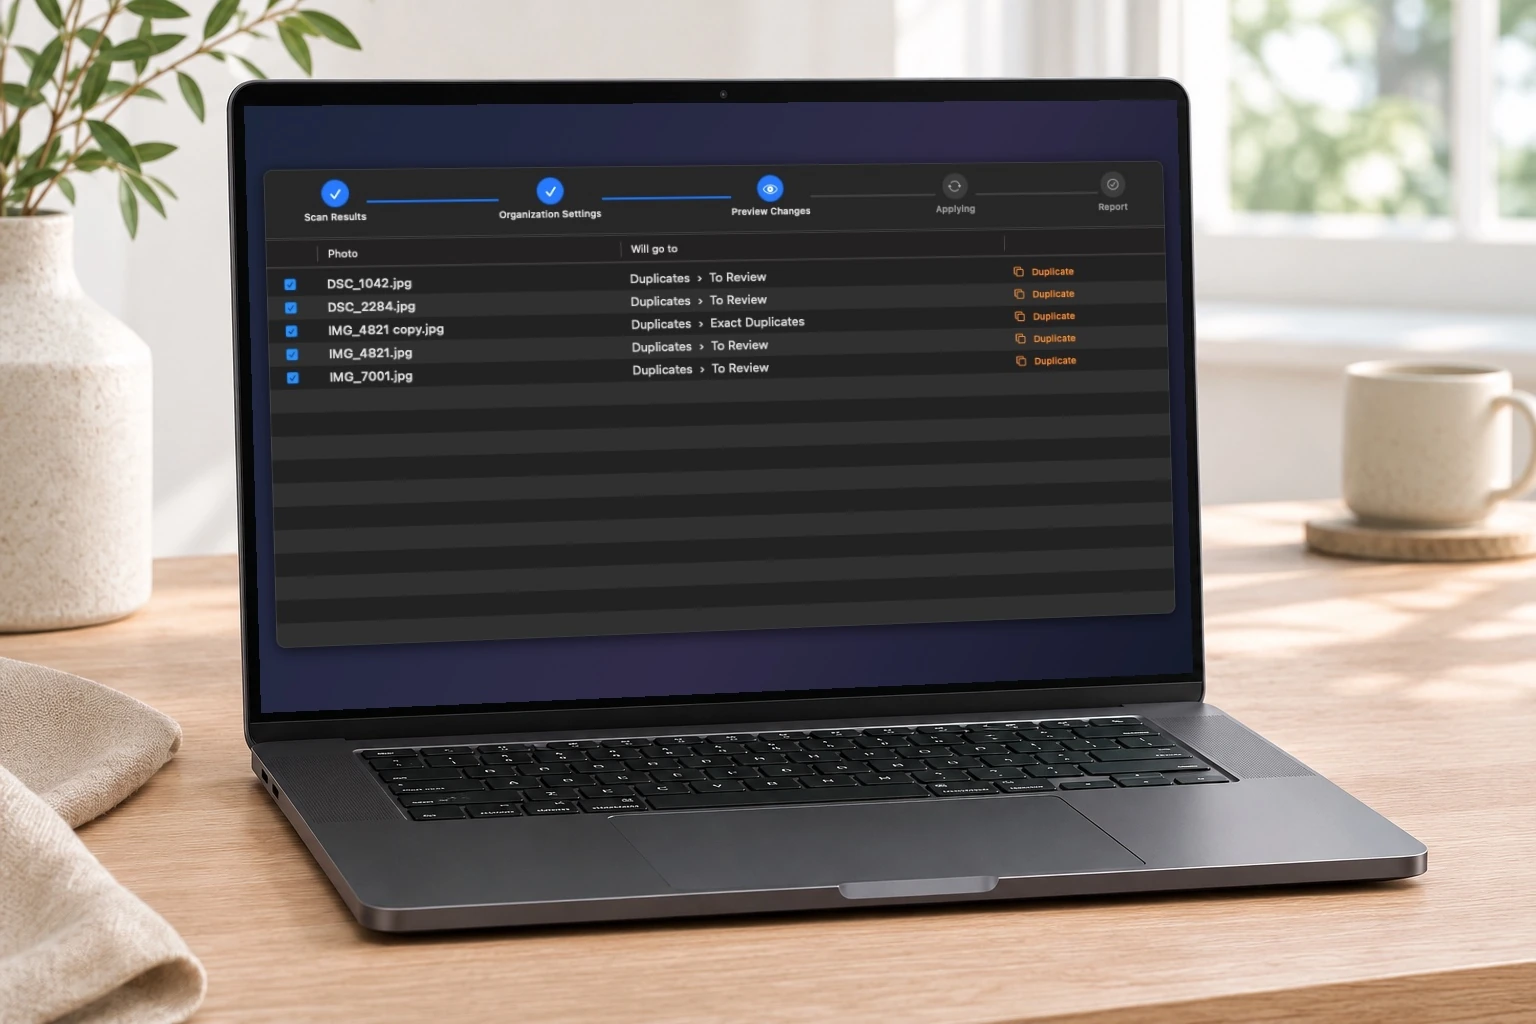 Scan Results
Organization Settings
Preview Changes
Applying
Report
Photo Will go to
DSC_1042.jpg Duplicates › To Review Duplicate
DSC_2284.jpg Duplicates › To Review Duplicate
IMG_4821 copy.jpg Duplicates › Exact Duplicates Duplicate
IMG_4821.jpg Duplicates › To Review Duplicate
IMG_7001.jpg Duplicates › To Review Duplicate